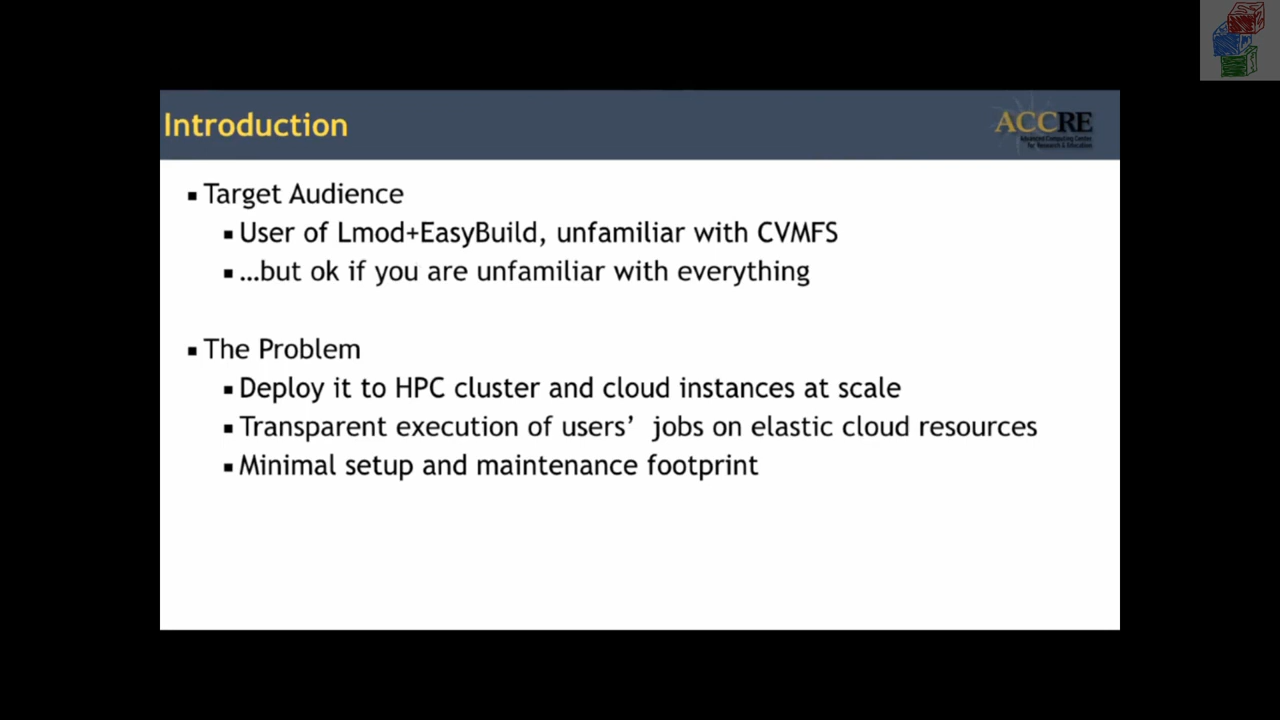 Introduction
ACCRE
Advanced Computing Center
for Research & Education
▪ Target Audience
▪ User of Lmod+EasyBuild, unfamiliar with CVMFS
▪ ...but ok if you are unfamiliar with everything
▪ The Problem
▪ Deploy it to HPC cluster and cloud instances at scale
▪ Transparent execution of users’ jobs on elastic cloud resources
▪ Minimal setup and maintenance footprint